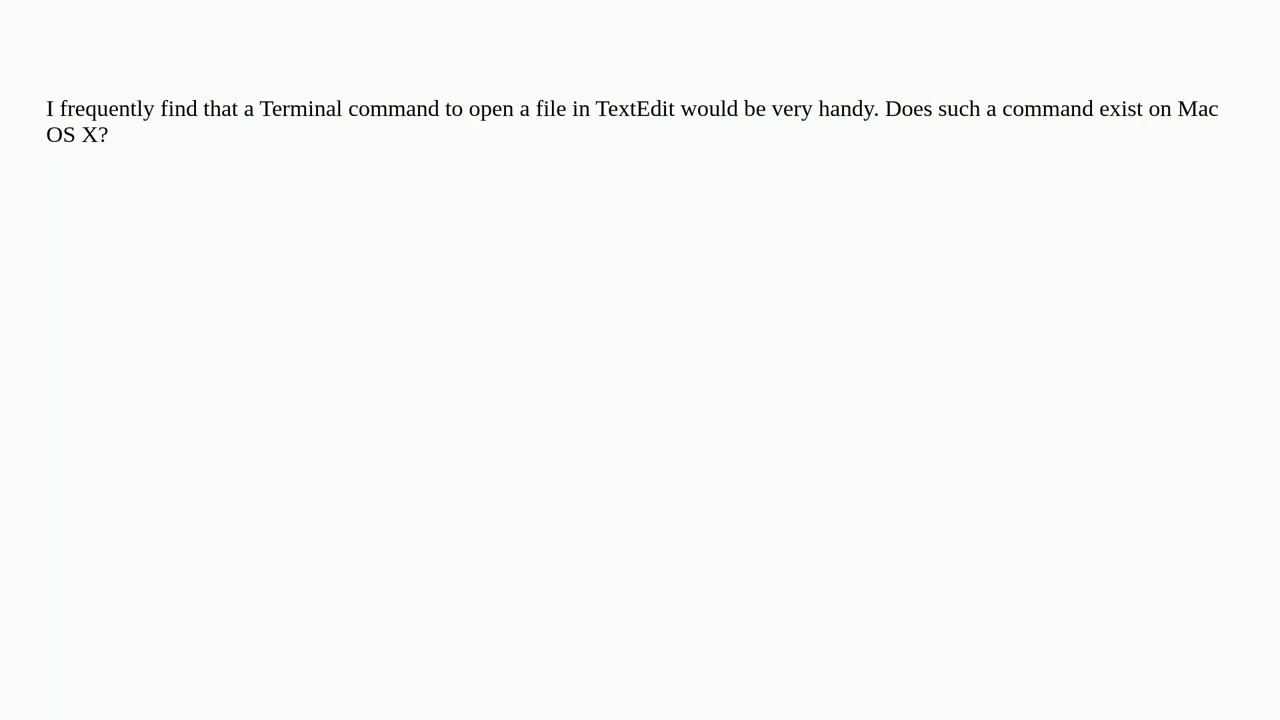 I frequently find that a Terminal command to open a file in TextEdit would be very handy. Does such a command exist on Mac
OS X?